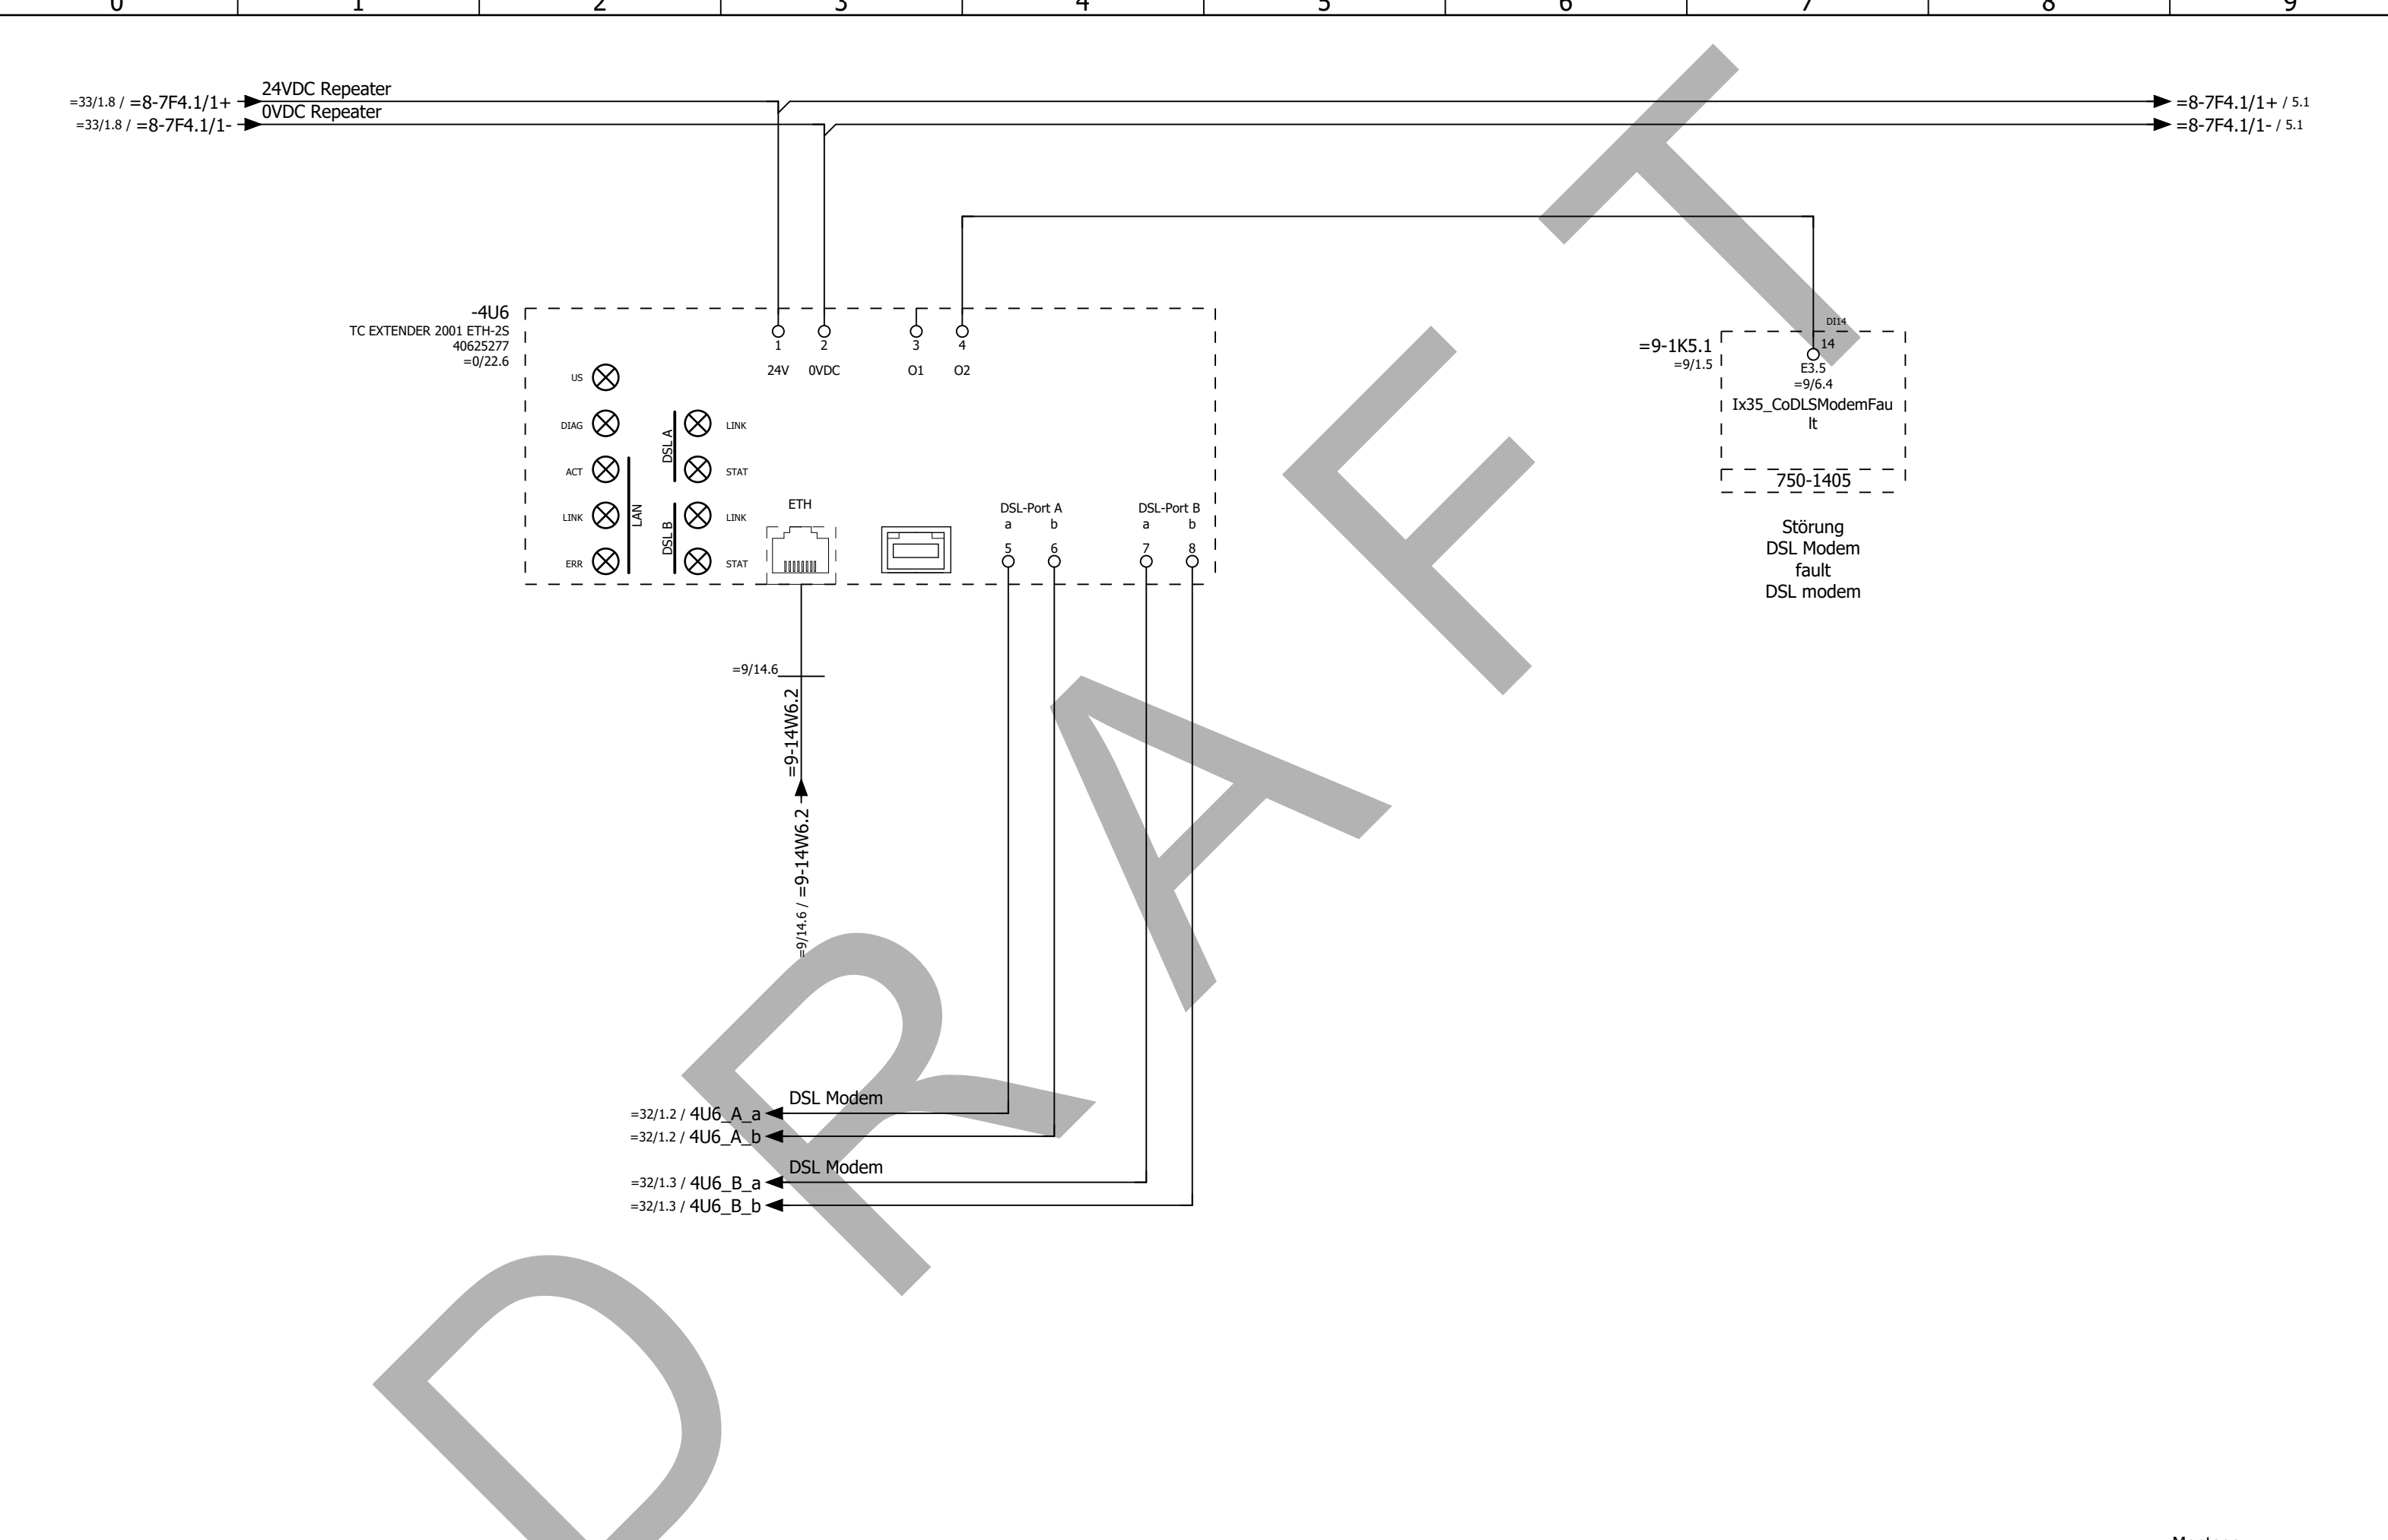 0 1 2 3 4 5 6 7 8 9
24VDC Repeater
=33/1.8 / =8-7F4.1/1+
=8-7F4.1/1+ / 5.1
0VDC Repeater
=33/1.8 / =8-7F4.1/1-
=8-7F4.1/1- / 5.1
-4U6
TC EXTENDER 2001 ETH-2S
40625277
=0/22.6
1 2 3 4
24V 0VDC O1 O2
US
DIAG
ACT
LINK
ERR
LAN
DSL A
LINK
STAT
DSL B
LINK
STAT
ETH
DSL-Port A
a b
5 6
DSL-Port B
a b
7 8
DI14
=9-1K5.1
=9/1.5
14
E3.5
=9/6.4
Ix35_CoDLSModemFau
lt
750-1405
Störung
DSL Modem
fault
DSL modem
=9/14.6
=9-14W6.2
=9/14.6 / =9-14W6.2
DSL Modem
=32/1.2 / 4U6_A_a
=32/1.2 / 4U6_A_b
DSL Modem
=32/1.3 / 4U6_B_a
=32/1.3 / 4U6_B_b
DRAFT